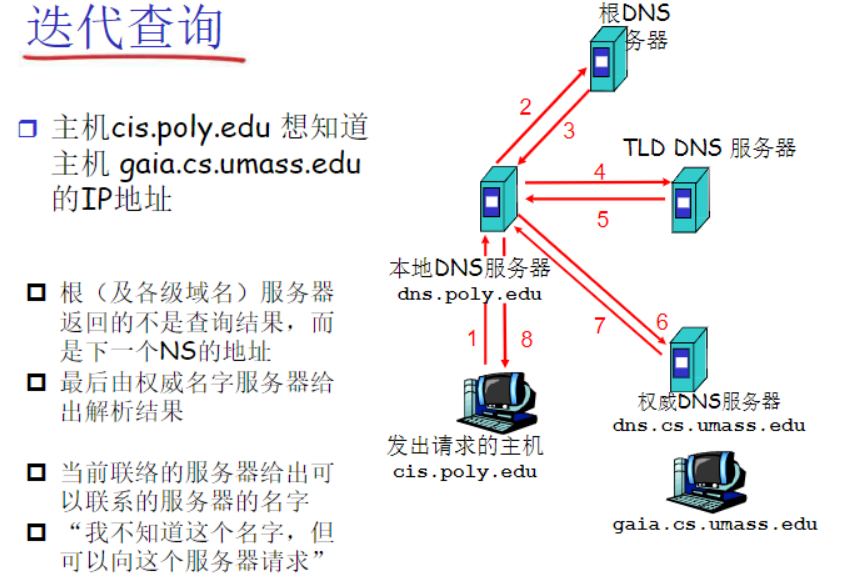 迭代查询
主机cis.poly.edu 想知道
主机 gaia.cs.umass.edu
的IP地址
根（及各级域名）服务器
返回的不是查询结果，而
是下一个NS的地址
最后由权威名字服务器给
出解析结果
当前联络的服务器给出可
以联系的服务器的名字
“我不知道这个名字，但
可以向这个服务器请求”
根DNS
务器
2
3
TLD DNS 服务器
4
5
本地DNS服务器
dns.poly.edu
6
7
1
8
权威DNS服务器
dns.cs.umass.edu
发出请求的主机
cis.poly.edu
gaia.cs.umass.edu